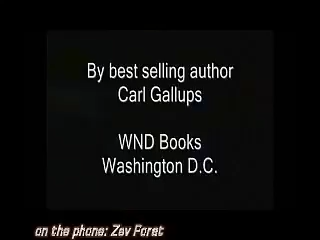 By best selling author
Carl Gallups
WND Books
Washington D.C.
on the phone: Zev Porat